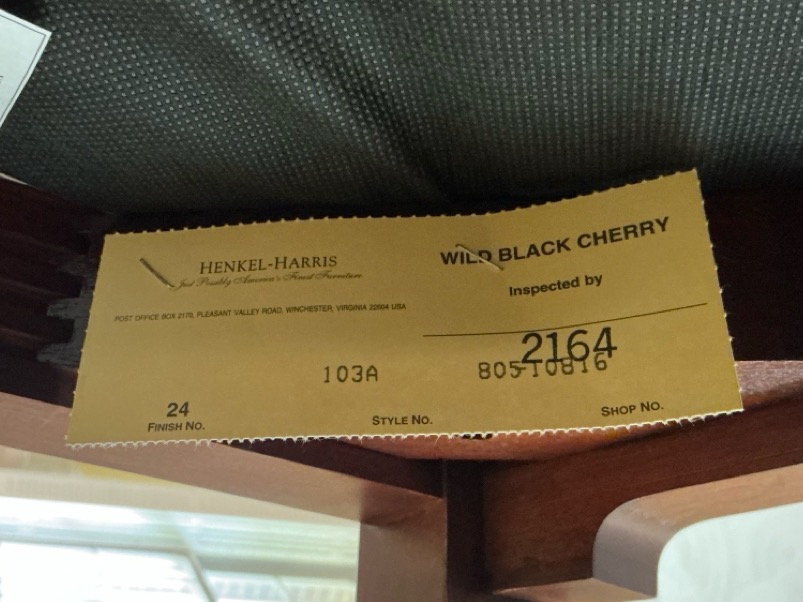 HENKEL-HARRIS
Just Possibly America's Finest Furniture
POST OFFICE BOX 2170, PLEASANT VALLEY ROAD, WINCHESTER, VIRGINIA 22604 USA
WILD BLACK CHERRY
Inspected by
2164
103A
805-10816
24
FINISH NO.
STYLE NO.
SHOP NO.